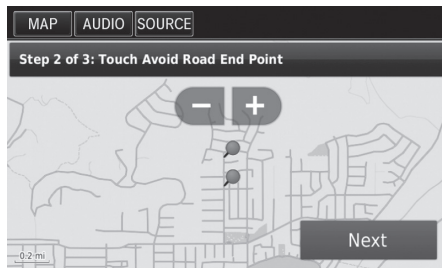 MAP AUDIO SOURCE
Step 2 of 3: Touch Avoid Road End Point
− +
Next
0.2 mi